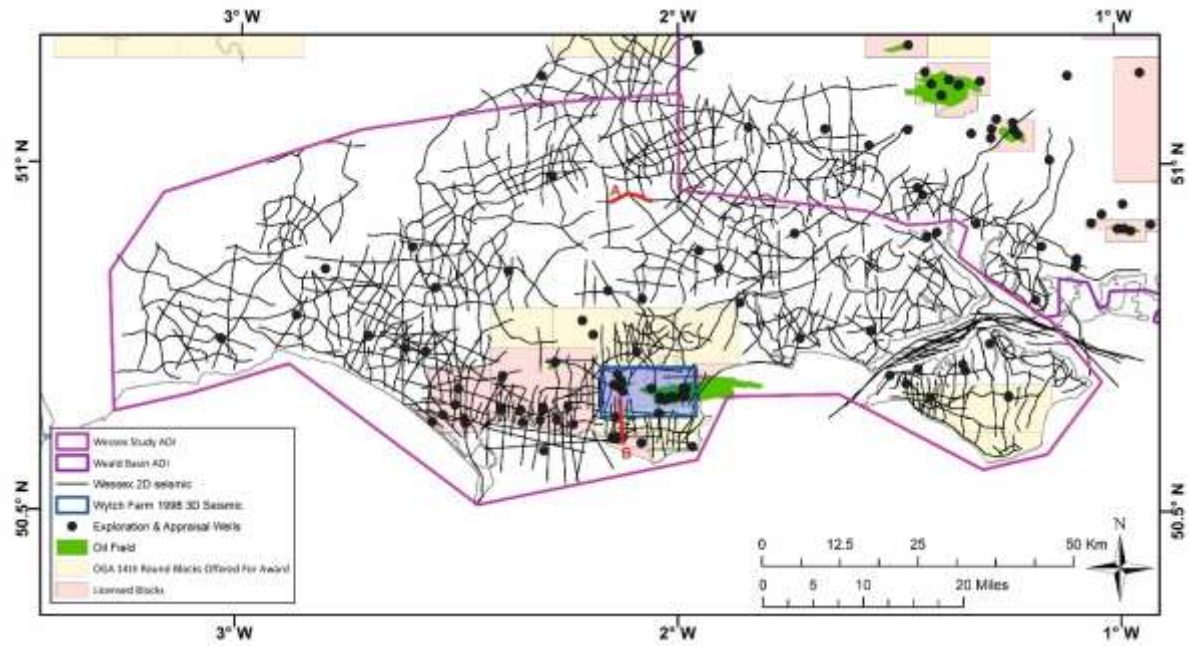 3° W 2° W 1° W
51° N
51° N
A
B
Wessex Study AOI
Weald Basin AOI
Wessex 2D seismic
Wytch Farm 1998 3D Seismic
Exploration & Appraisal Wells
Oil Field
OGA 14th Round Blocks Offered For Award
Licensed Blocks
50.5° N
50.5° N
N
0 12.5 25 50 Km
0 5 10 20 Miles
3° W 2° W 1° W